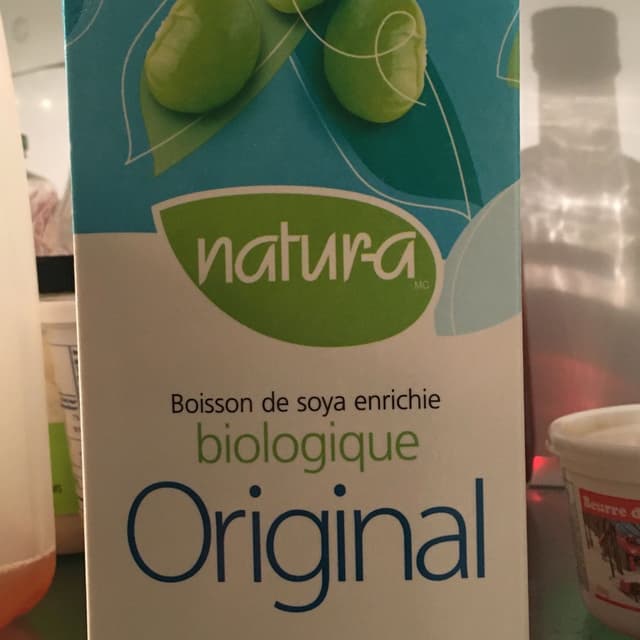 natur-a
MC
Boisson de soya enrichie
biologique
Original
Beurre d